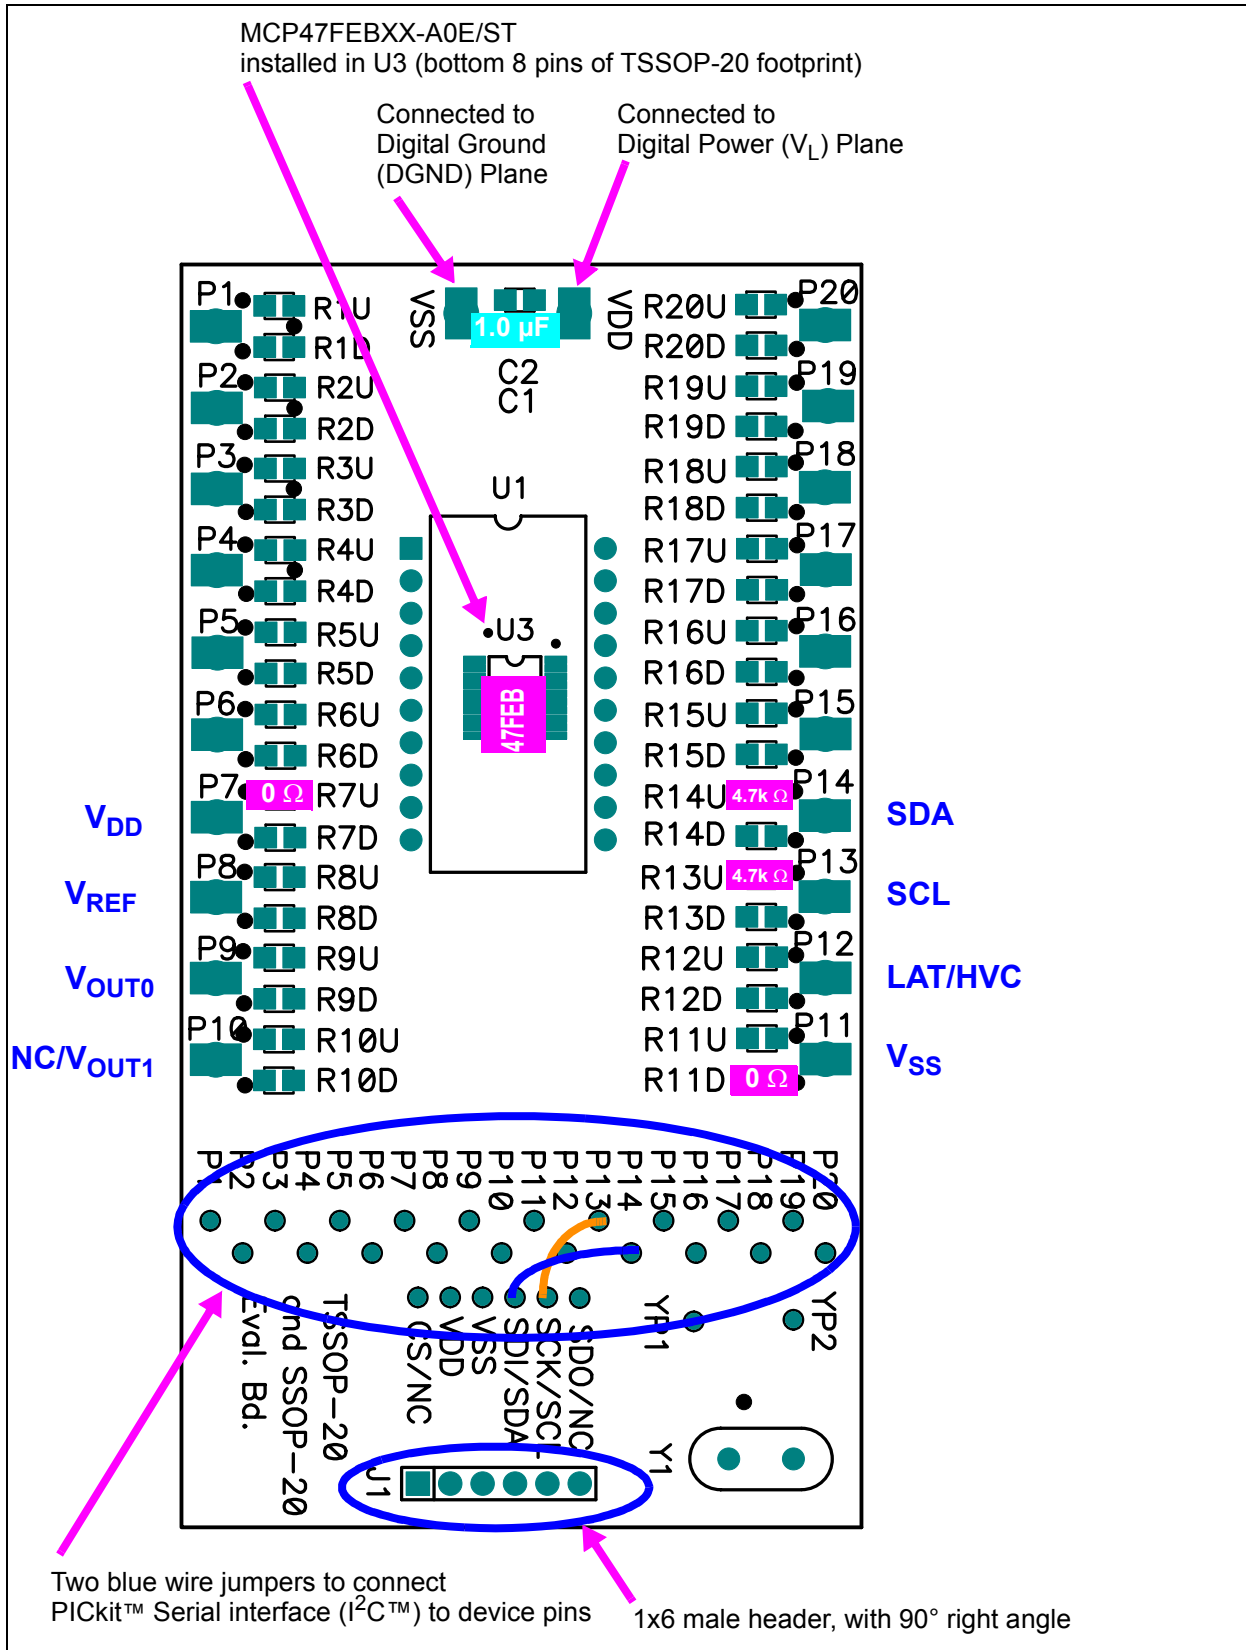 MCP47FEBXX-A0E/ST
installed in U3 (bottom 8 pins of TSSOP-20 footprint)
Connected to
Digital Ground
(DGND) Plane
Connected to
Digital Power (VL) Plane
P1
R1U
R1D
P2
R2U
R2D
P3
R3U
R3D
P4
R4U
R4D
P5
R5U
R5D
P6
R6U
R6D
P7
0 Ω
R7U
R7D
P8
R8U
R8D
P9
R9U
R9D
P10
R10U
R10D
VDD
VREF
VOUT0
NC/VOUT1
VSS
1.0 µF
VDD
C2
C1
U1
U3
47FEB
R20U
P20
R20D
R19U
P19
R19D
R18U
P18
R18D
R17U
P17
R17D
R16U
P16
R16D
R15U
P15
R15D
R14U
4.7k Ω
P14
R14D
R13U
4.7k Ω
P13
R13D
R12U
P12
R12D
R11U
P11
R11D
0 Ω
SDA
SCL
LAT/HVC
VSS
P1
P2
P3
P4
P5
P6
P7
P8
P9
P10
P11
P12
P13
P14
P15
P16
P17
P18
P19
P20
TSSOP-20
and SSOP-20
Eval. Bd.
CS/NC
VDD
VSS
SDI/SDA
SCK/SCL
SDO/NC
YP1
YP2
J1
Y1
Two blue wire jumpers to connect
PICkit™ Serial interface (I2C™) to device pins
1x6 male header, with 90° right angle